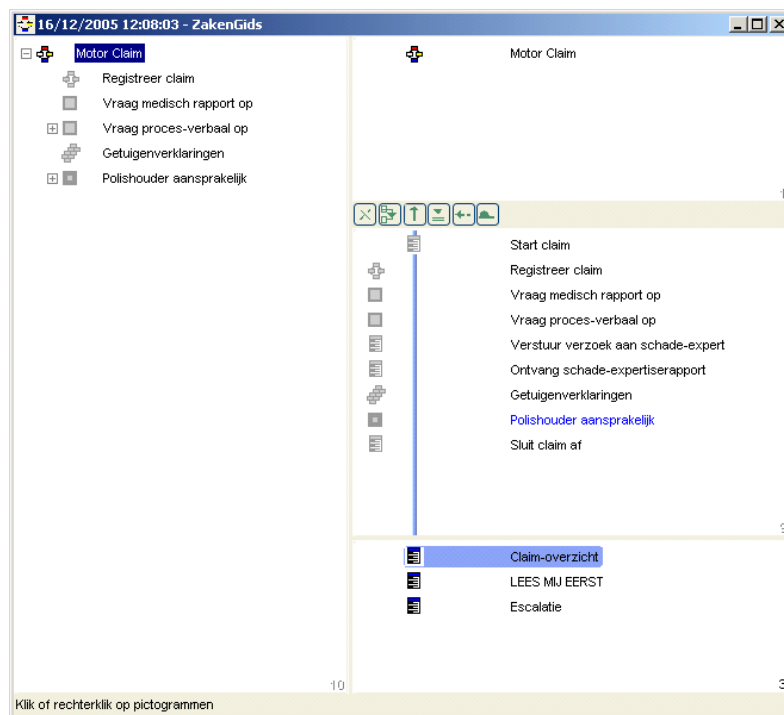 16/12/2005 12:08:03 - ZakenGids
Motor Claim
Registreer claim
Vraag medisch rapport op
Vraag proces-verbaal op
Getuigenverklaringen
Polishouder aansprakelijk
10
Motor Claim
Start claim
Registreer claim
Vraag medisch rapport op
Vraag proces-verbaal op
Verstuur verzoek aan schade-expert
Ontvang schade-expertiserapport
Getuigenverklaringen
Polishouder aansprakelijk
Sluit claim af
Claim-overzicht
LEES MIJ EERST
Escalatie
3
Klik of rechterklik op pictogrammen